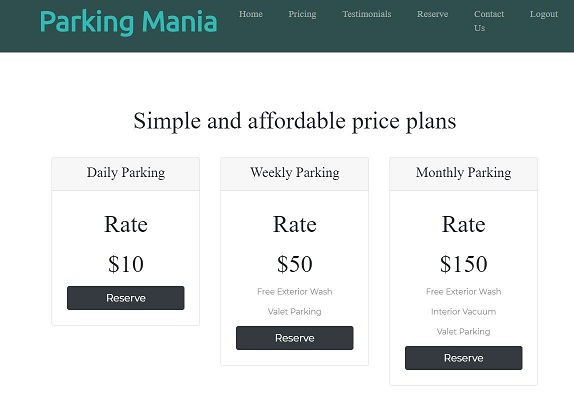 Parking Mania
Home Pricing Testimonials Reserve Contact Us Logout
Simple and affordable price plans
Daily Parking
Rate
$10
Reserve
Weekly Parking
Rate
$50
Free Exterior Wash
Valet Parking
Reserve
Monthly Parking
Rate
$150
Free Exterior Wash
Interior Vacuum
Valet Parking
Reserve